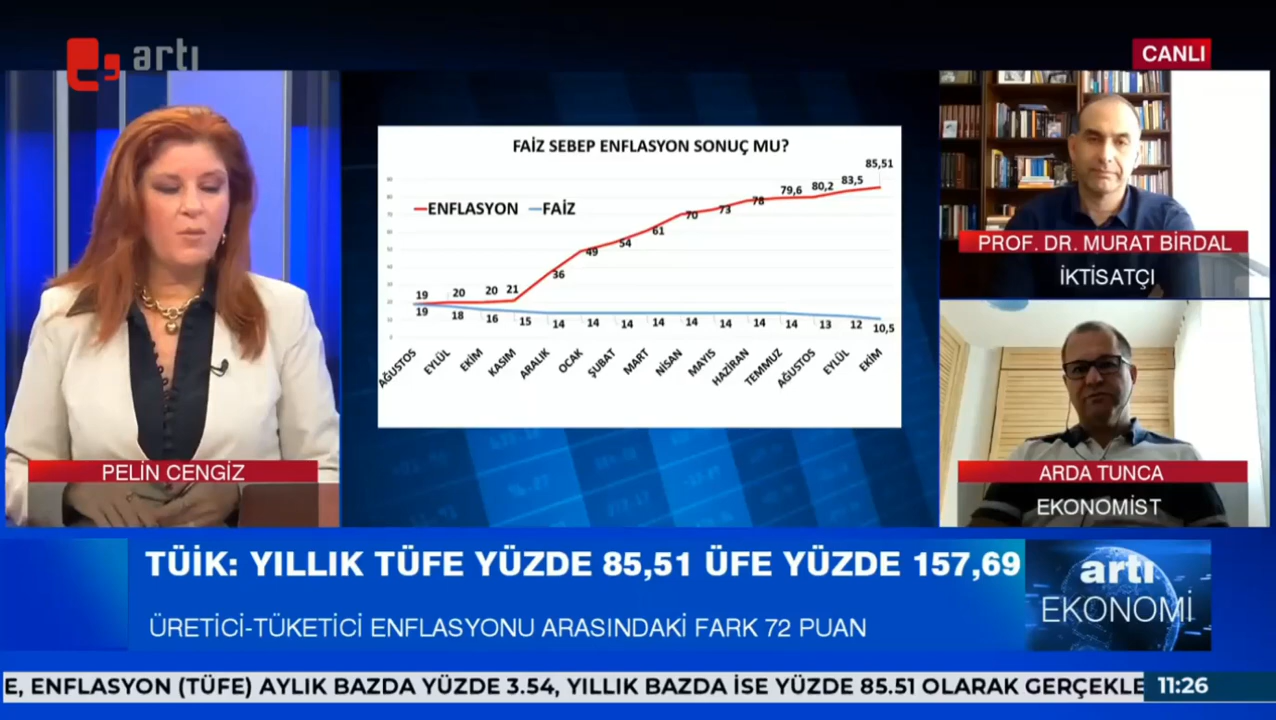 artı
CANLI
FAİZ SEBEP ENFLASYON SONUÇ MU?
ENFLASYON FAİZ
19 20 20 21 36 49 54 61 70 73 78 79,6 80,2 83,5 85,51
19 18 16 15 14 14 14 14 14 14 14 14 13 12 10,5
AĞUSTOS EYLÜL EKİM KASIM ARALIK OCAK ŞUBAT MART NİSAN MAYIS HAZİRAN TEMMUZ AĞUSTOS EYLÜL EKİM
PROF. DR. MURAT BİRDAL
İKTİSATÇI
PELİN CENGİZ
ARDA TUNCA
EKONOMİST
TÜİK: YILLIK TÜFE YÜZDE 85,51 ÜFE YÜZDE 157,69
ÜRETİCİ-TÜKETİCİ ENFLASYONU ARASINDAKİ FARK 72 PUAN
artı
EKONOMİ
E, ENFLASYON (TÜFE) AYLIK BAZDA YÜZDE 3.54, YILLIK BAZDA İSE YÜZDE 85.51 OLARAK GERÇEKLE
11:26